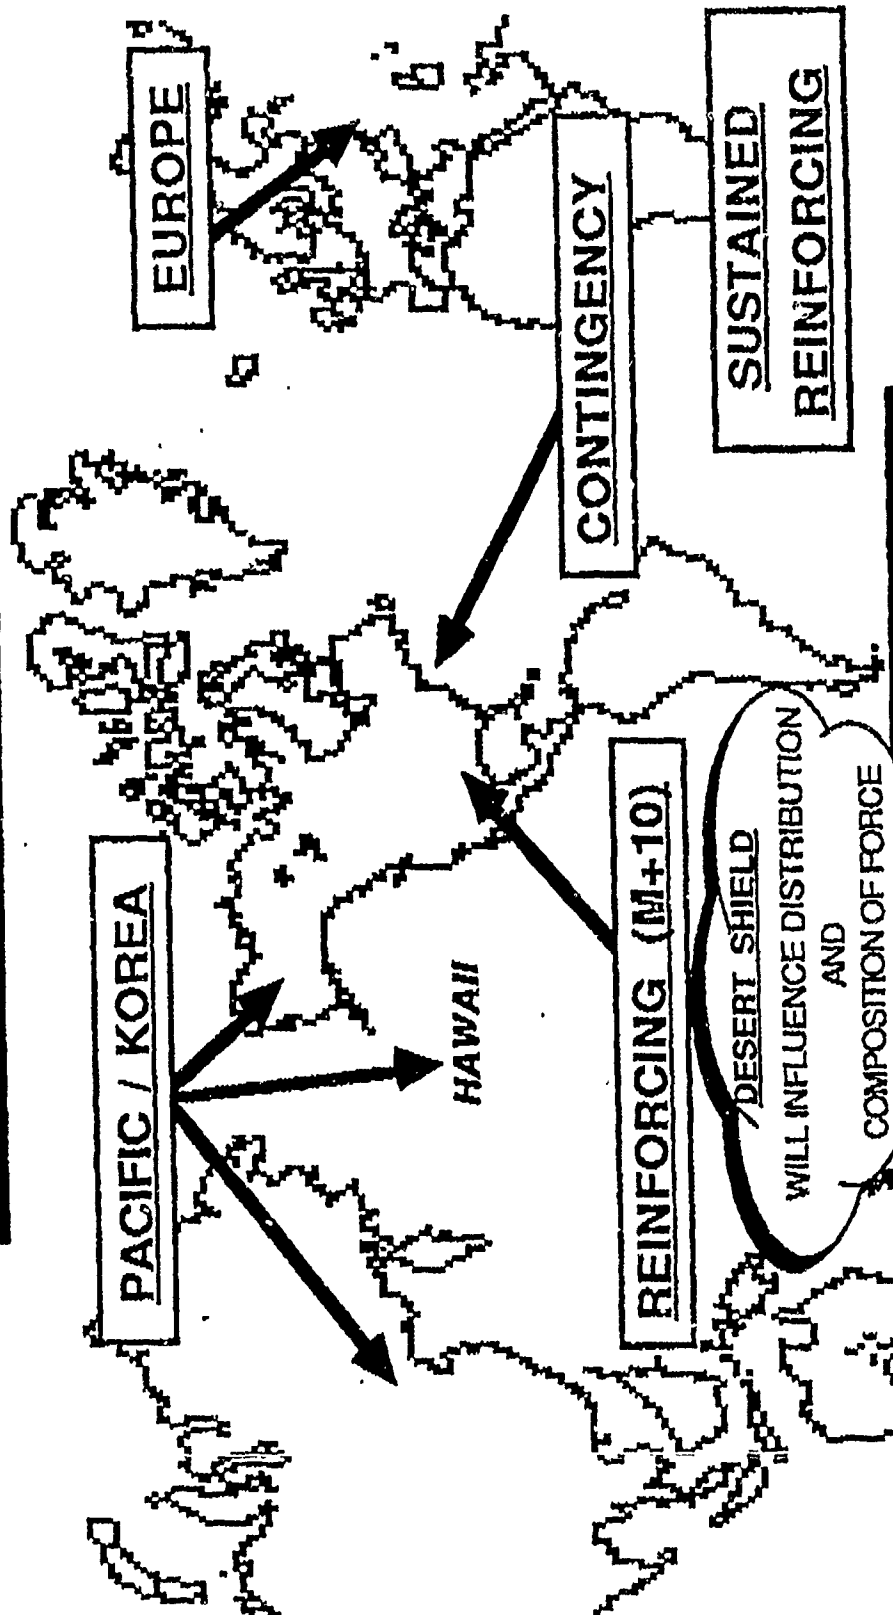 PACIFIC / KOREA
EUROPE
HAWAII
CONTINGENCY
REINFORCING (M+10)
SUSTAINED
REINFORCING
DESERT SHIELD
WILL INFLUENCE DISTRIBUTION
AND
COMPOSITION OF FORCE